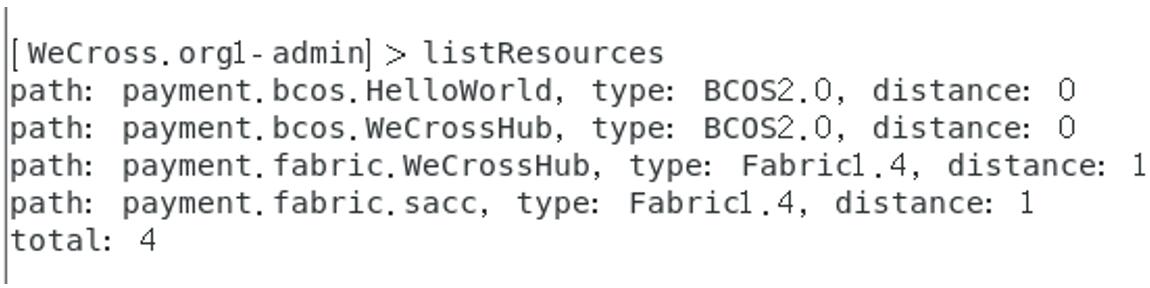 [WeCross.org1-admin] > listResources
path: payment.bcos.HelloWorld, type: BCOS2.0, distance: 0
path: payment.bcos.WeCrossHub, type: BCOS2.0, distance: 0
path: payment.fabric.WeCrossHub, type: Fabric1.4, distance: 1
path: payment.fabric.sacc, type: Fabric1.4, distance: 1
total: 4